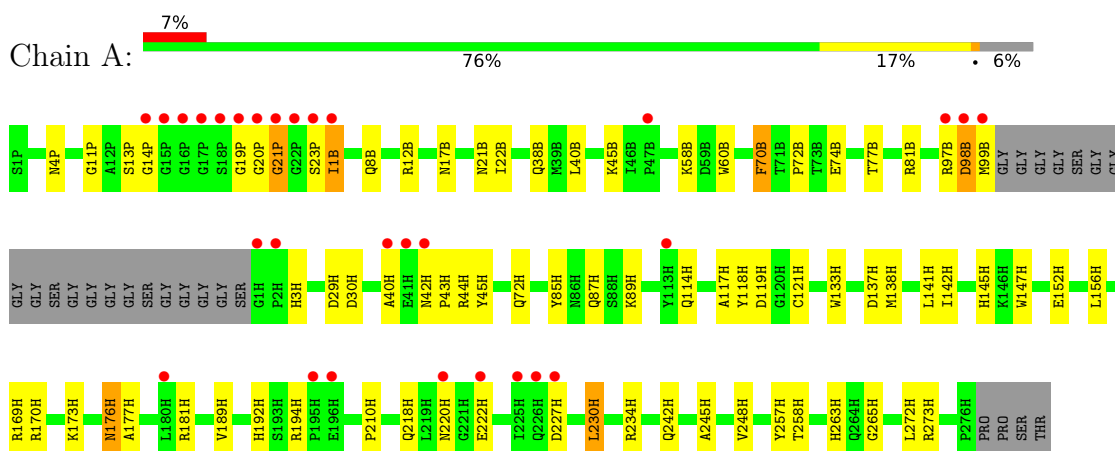 7%
Chain A:
76% 17% • 6%
S1P N4P G11P A12P S13P G14P G15P G16P G17P S18P G19P G20P G21P G22P S23P I1B Q8B R12B N17B N21B I22B Q38B M39B L40B K45B I46B P47B K58B D59B W60B F70B T71B P72B T73B E74B T77B R81B R97B D98B M99B GLY GLY GLY GLY SER GLY GLY
GLY GLY SER GLY GLY GLY GLY SER GLY GLY GLY GLY SER G1H P2H H3H D29H D30H A40H E41H N42H P43H R44H Y45H Q72H Y85H N86H Q87H S88H K89H Y113H Q114H A117H Y118H D119H G120H C121H W133H D137H M138H L141H I142H H145H K146H W147H E152H L156H
R169H R170H K173H N176H A177H L180H R181H V189H H192H S193H R194H P195H E196H P210H Q218H L219H N220H G221H E222H I225H Q226H D227H L230H R234H Q242H A245H V248H Y257H T258H H263H Q264H G265H L272H R273H P276H PRO PRO SER THR